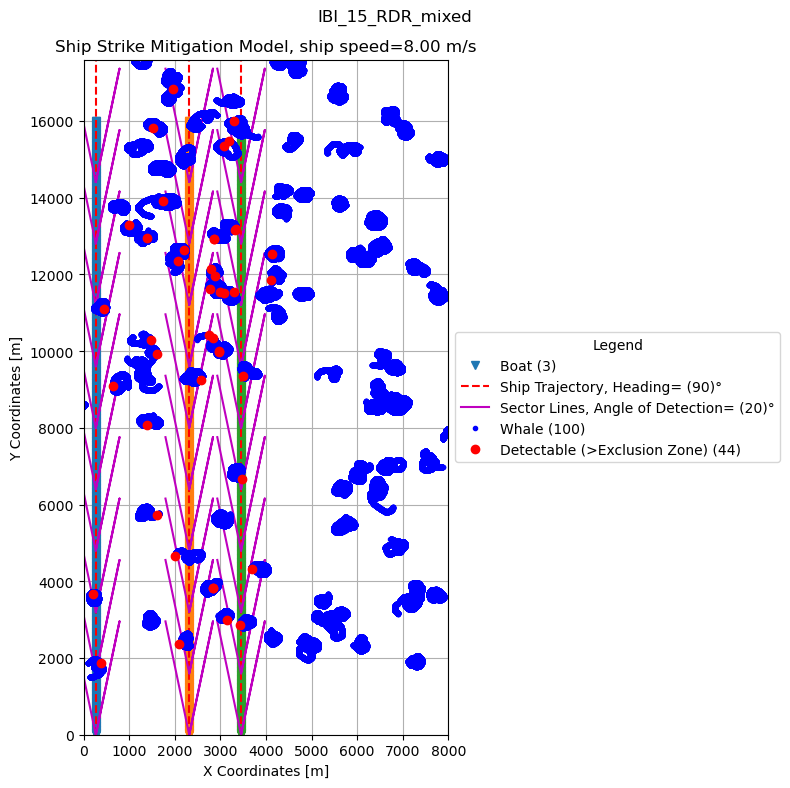 IBI_15_RDR_mixed
Ship Strike Mitigation Model, ship speed=8.00 m/s
16000
14000
12000
10000
8000
6000
4000
2000
0
Y Coordinates [m]
0 1000 2000 3000 4000 5000 6000 7000 8000
X Coordinates [m]
Legend
Boat (3)
Ship Trajectory, Heading= (90)°
Sector Lines, Angle of Detection= (20)°
Whale (100)
Detectable (>Exclusion Zone) (44)